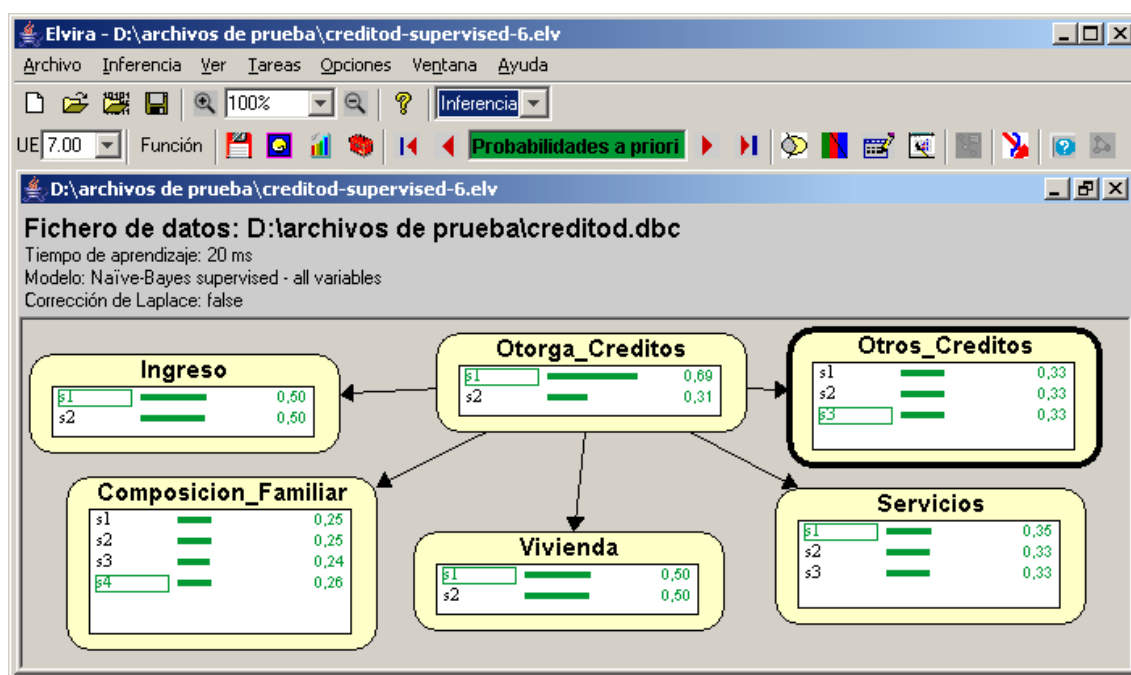 Elvira - D:\archivos de prueba\creditod-supervised-6.elv
Archivo Inferencia Ver Tareas Opciones Ventana Ayuda
100% Inferencia
UE 7.00 Función Probabilidades a priori
D:\archivos de prueba\creditod-supervised-6.elv
Fichero de datos: D:\archivos de prueba\creditod.dbc
Tiempo de aprendizaje: 20 ms
Modelo: Naïve-Bayes supervised - all variables
Corrección de Laplace: false
Ingreso
s1 0,50
s2 0,50
Otorga_Creditos
s1 0,69
s2 0,31
Otros_Creditos
s1 0,33
s2 0,33
s3 0,33
Composicion_Familiar
s1 0,25
s2 0,25
s3 0,24
s4 0,26
Vivienda
s1 0,50
s2 0,50
Servicios
s1 0,35
s2 0,33
s3 0,33